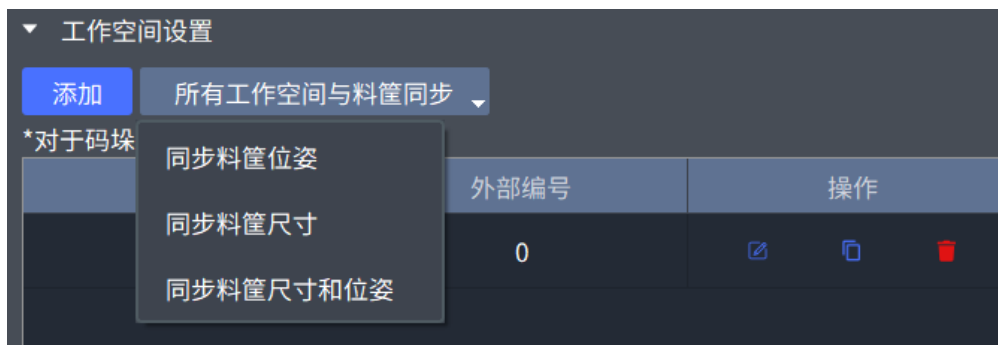 工作空间设置
添加 所有工作空间与料筐同步
*对于码垛
同步料筐位姿
外部编号 操作
同步料筐尺寸
0
同步料筐尺寸和位姿